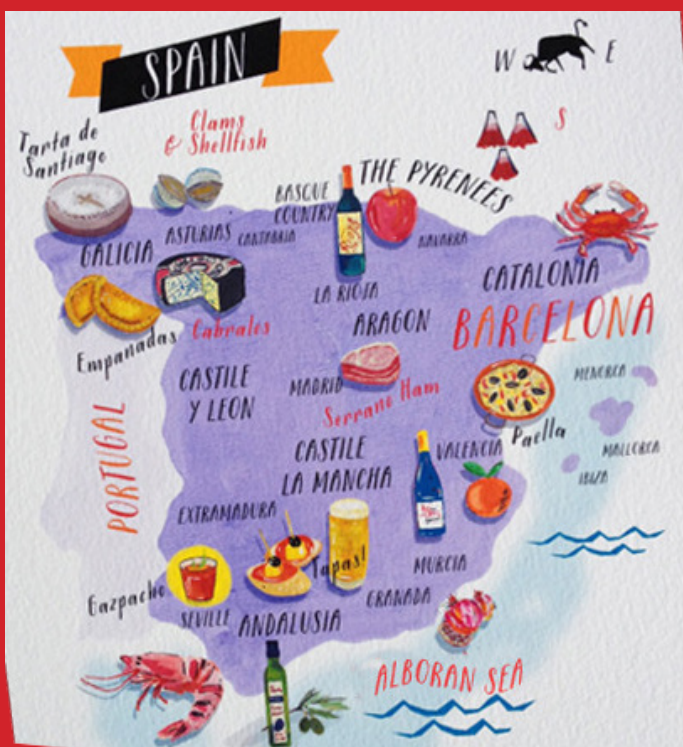 SPAIN
W E
S
Tarta de
Santiago
Clams
& Shellfish
BASQUE
COUNTRY
THE PYRENEES
GALICIA
ASTURIAS
CANTABRIA
NAVARRA
LA RIOJA
CATALONIA
BARCELONA
ARAGON
Empanadas
Cabrales
CASTILE
Y LEON
MADRID
Serrano Ham
MENORCA
MALLORCA
IBIZA
PORTUGAL
CASTILE
LA MANCHA
VALENCIA
Paella
EXTRAMADURA
Tapas!
MURCIA
Gazpacho
SEVILLE
GRANADA
ANDALUSIA
ALBORAN SEA